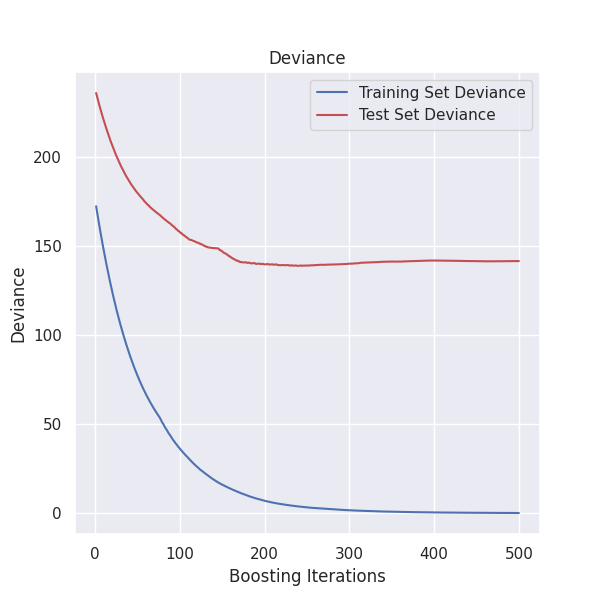 Deviance
Training Set Deviance
Test Set Deviance
Deviance
200
150
100
50
0
0 100 200 300 400 500
Boosting Iterations